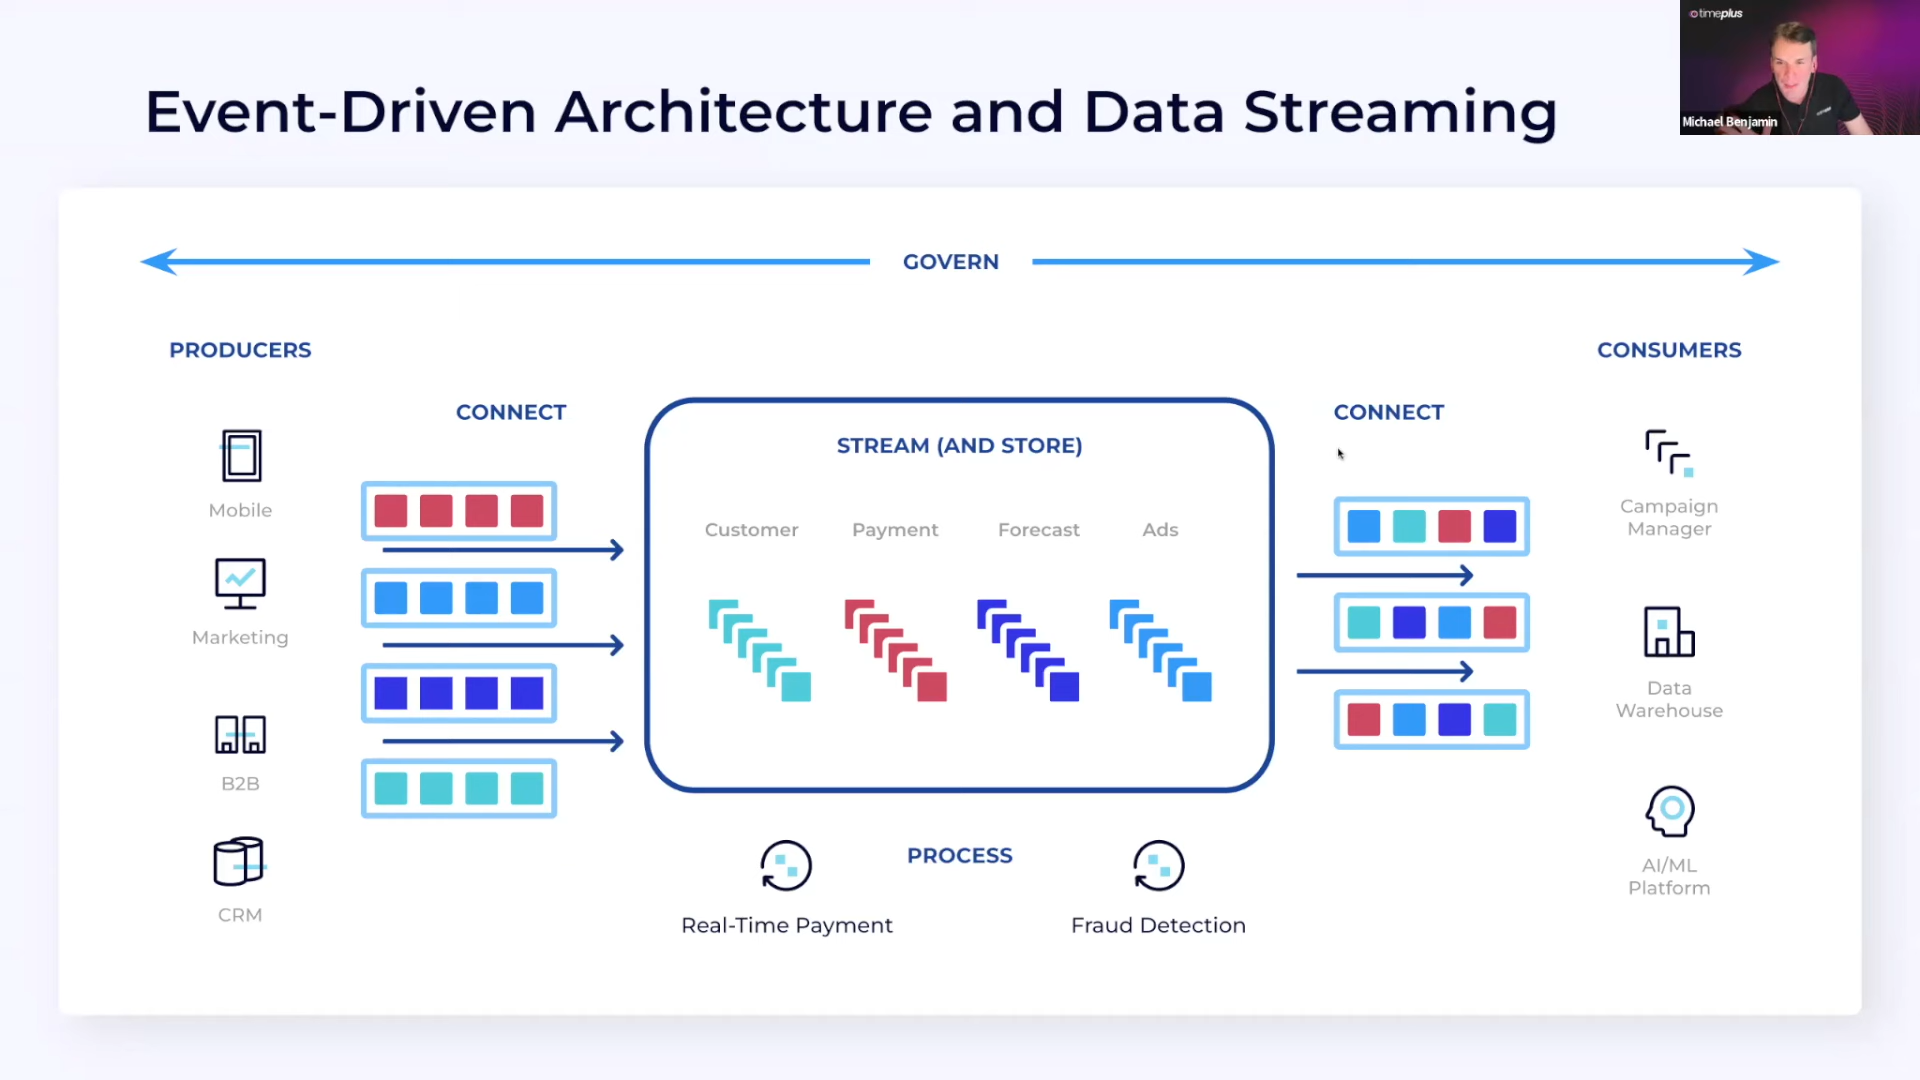 timeplus
Michael Benjamin
Event-Driven Architecture and Data Streaming
GOVERN
PRODUCERS
CONSUMERS
CONNECT
CONNECT
STREAM (AND STORE)
Mobile
Marketing
B2B
CRM
Customer
Payment
Forecast
Ads
Campaign
Manager
Data
Warehouse
AI/ML
Platform
PROCESS
Real-Time Payment
Fraud Detection